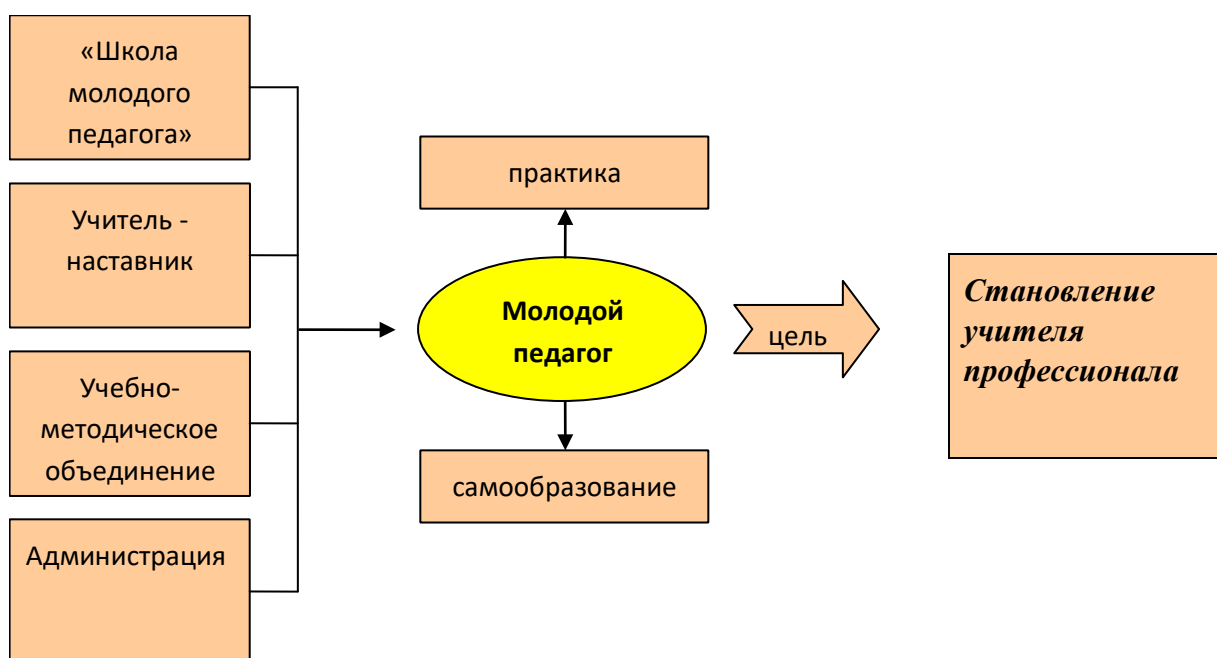 «Школа
молодого
педагога»
Учитель -
наставник
Учебно-
методическое
объединение
Администрация
практика
Молодой
педагог
самообразование
цель
Становление
учителя
профессионала